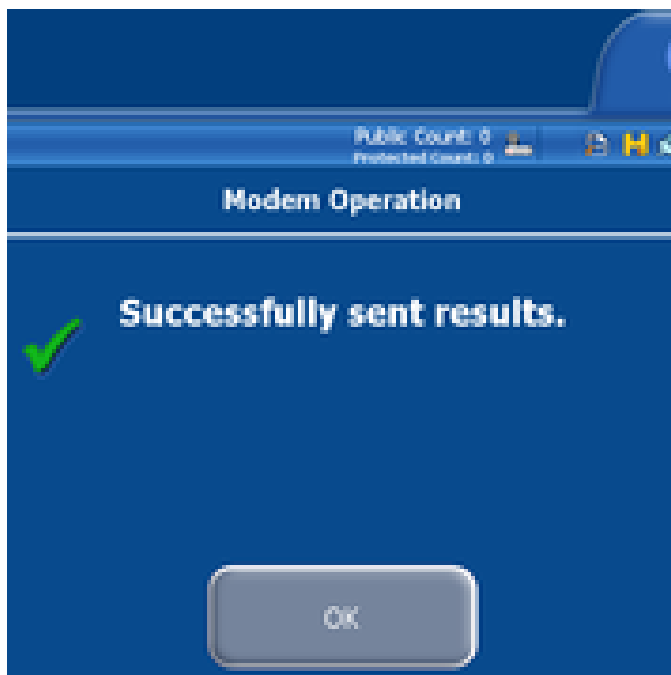 Public Count: 0
Protected Count: 0
H
Modem Operation
Successfully sent results.
OK